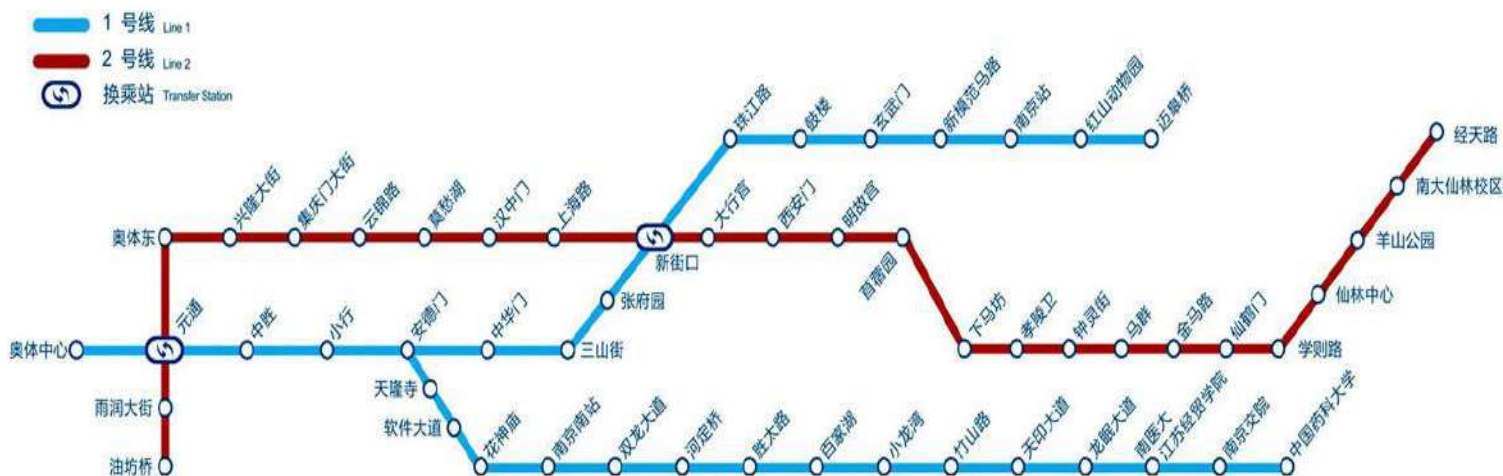 1 号线 Line 1
2 号线 Line 2
换乘站 Transfer Station
珠江路
鼓楼
玄武门
新模范马路
南京站
红山动物园
迈皋桥
经天路
南大仙林校区
羊山公园
仙林中心
学则路
奥体东
兴隆大街
集庆门大街
云锦路
莫愁湖
汉中门
上海路
新街口
大行宫
西安门
明故宫
苜蓿园
下马坊
孝陵卫
钟灵街
马群
金马路
仙鹤门
张府园
奥体中心
元通
中胜
小行
安德门
中华门
三山街
雨润大街
油坊桥
天隆寺
软件大道
花神庙
南京南站
双龙大道
河定桥
胜太路
百家湖
小龙湾
竹山路
天印大道
龙眠大道
南医大
江苏经贸学院
南京交院
中国药科大学